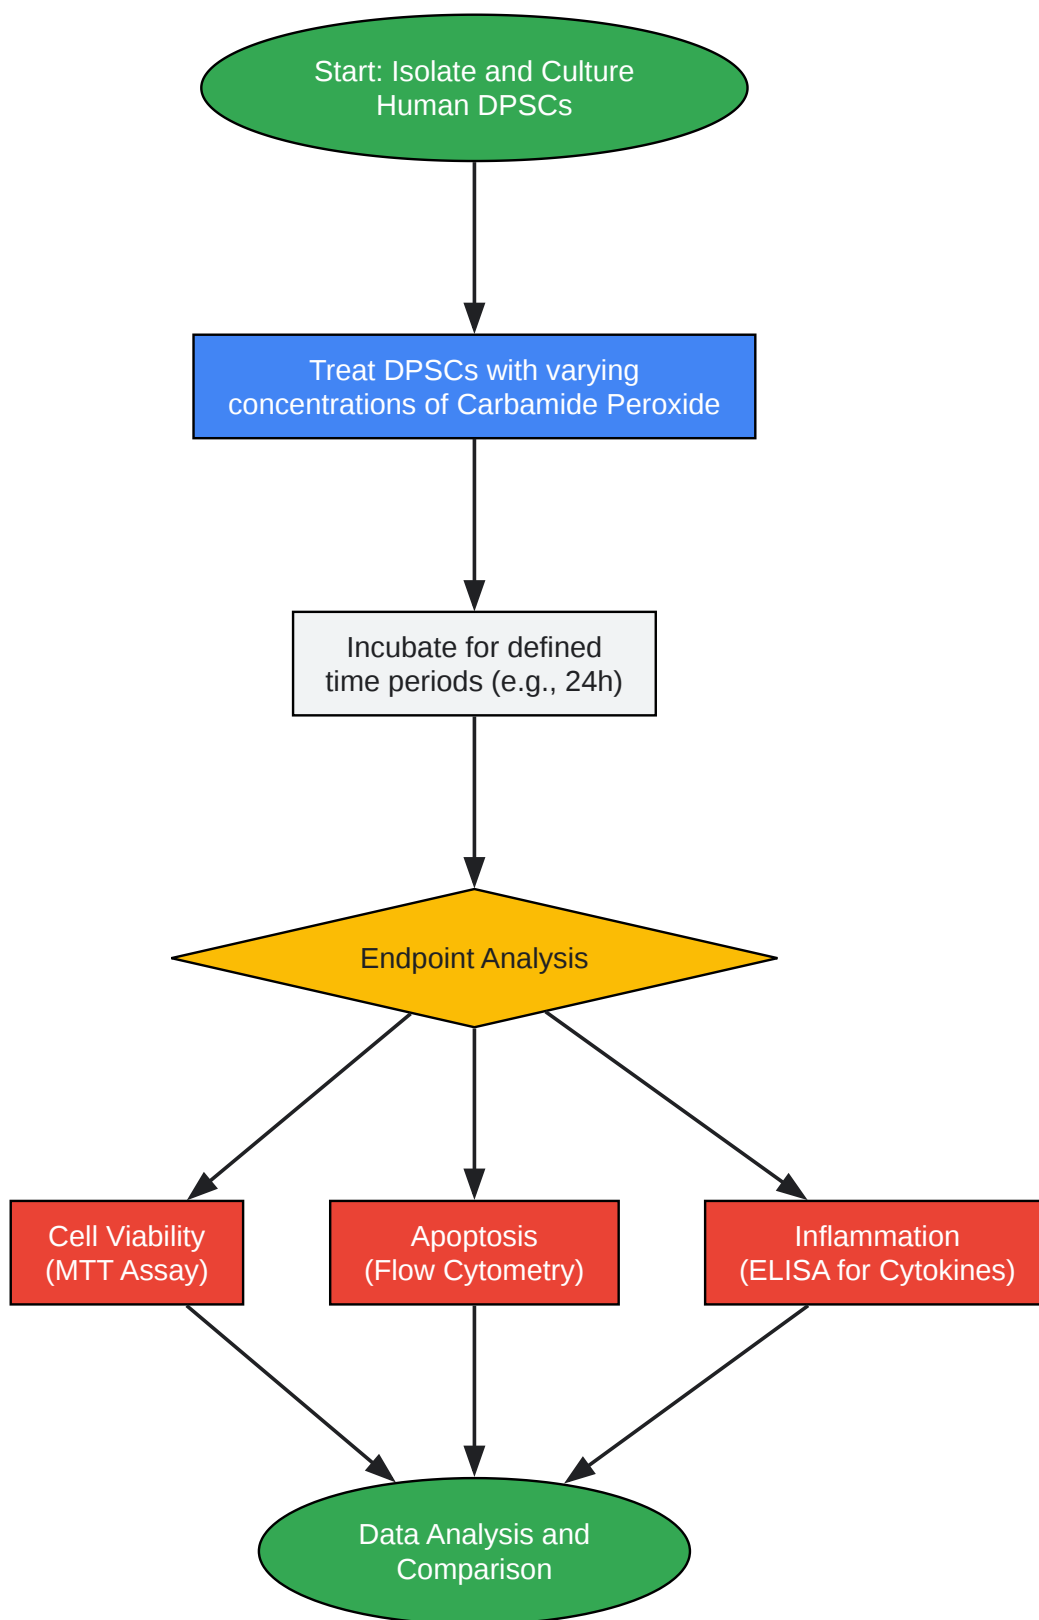 Start: Isolate and Culture
Human DPSCs
Treat DPSCs with varying
concentrations of Carbamide Peroxide
Incubate for defined
time periods (e.g., 24h)
Endpoint Analysis
Cell Viability
(MTT Assay)
Apoptosis
(Flow Cytometry)
Inflammation
(ELISA for Cytokines)
Data Analysis and
Comparison